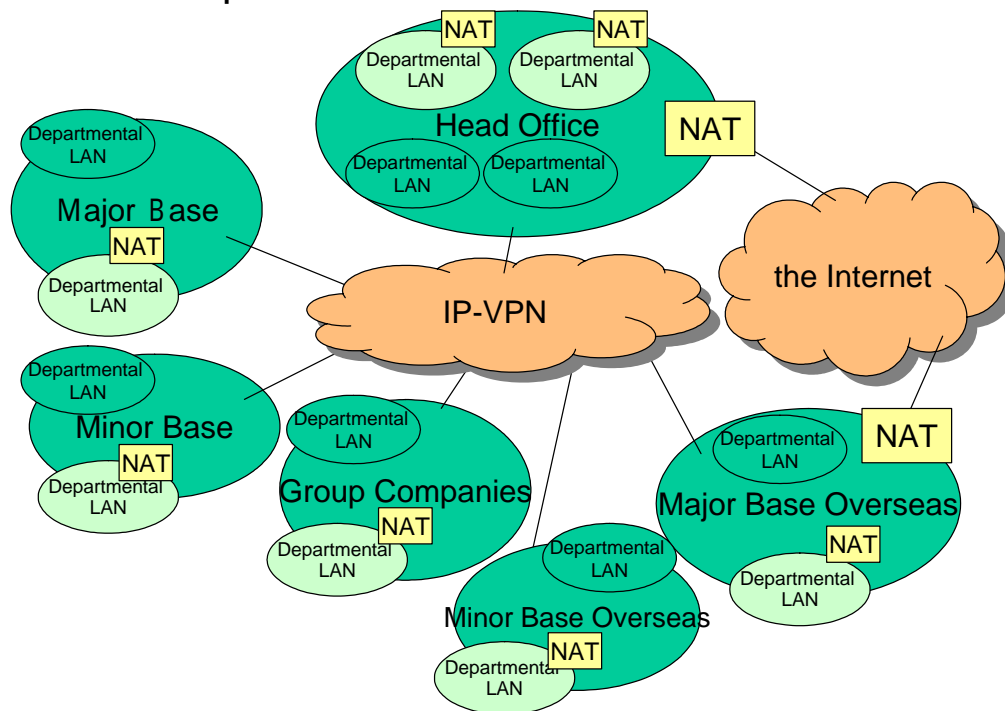 NAT
NAT
Departmental
LAN
Departmental
LAN
Head Office
NAT
Departmental
LAN
Departmental
LAN
Departmental
LAN
Major Base
NAT
Departmental
LAN
IP-VPN
the Internet
Departmental
LAN
Minor Base
NAT
Departmental
LAN
Departmental
LAN
Group Companies
NAT
Departmental
LAN
Departmental
LAN
Minor Base Overseas
NAT
Departmental
LAN
NAT
Departmental
LAN
Major Base Overseas
NAT
Departmental
LAN